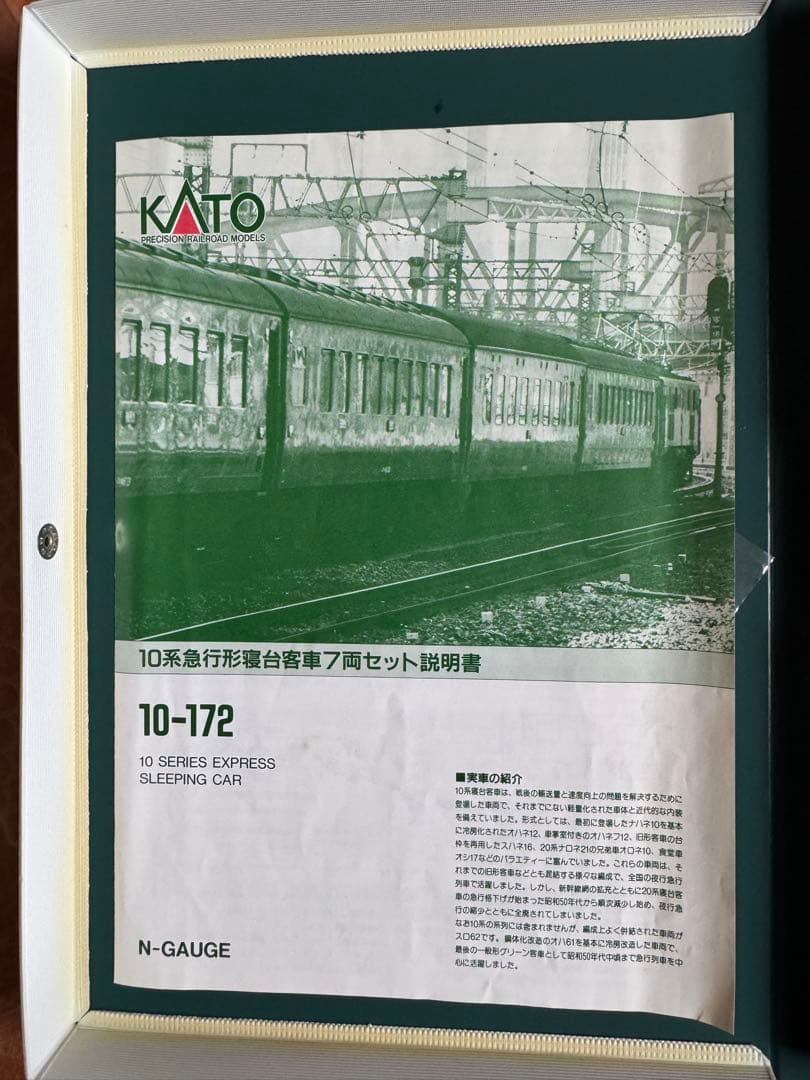 KATO
PRECISION RAILROAD MODELS
10系急行形寝台客車7両セット説明書
10-172
10 SERIES EXPRESS
SLEEPING CAR
■実車の紹介
10系寝台客車は、戦後の輸送量と速度向上の問題を解決するために
登場した車両で、それまでにない軽量化された車体と近代的な内装
を備えていました。形式としては、最初に登場したナハネ10を基本
に冷房化されたオハネ12、車掌室付きのオハネフ12、旧形客車の台
枠を再用したスハネ16、20系ナロネ21の兄弟車オロネ10、食堂車
オシ17などのバラエティーに富んでいました。これらの車両は、そ
れまでの旧形客車などとも混結する様々な編成で、全国の夜行急行
列車で活躍しました。しかし、新幹線網の拡充とともに20系寝台客
車の急行格下げが始まった昭和50年代から順次減少し始め、夜行急
行の縮少とともに全廃されてしまいました。
なお10系の系列には含まれませんが、編成上よく併結された車両が
スロ62です。鋼体化改造のオハ61を基本に冷房改造した車両で、
最後の一般形グリーン客車として昭和50年代中頃まで急行列車を中
心に活躍しました。
N-GAUGE